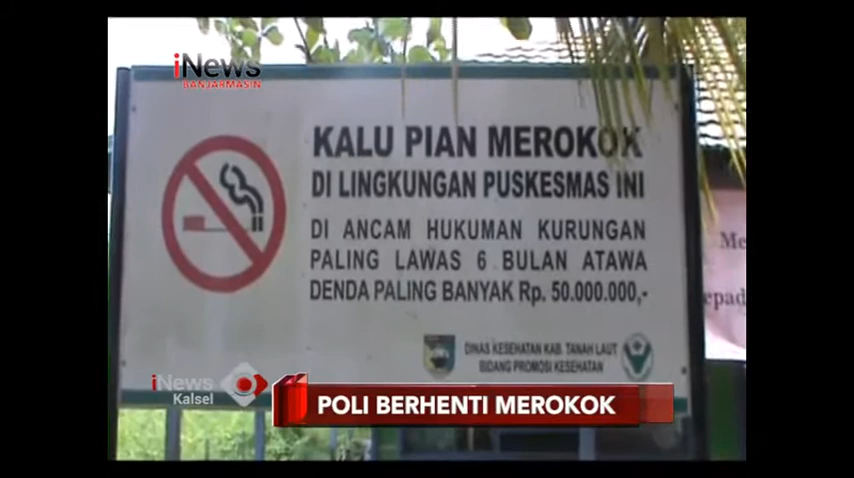 iNews
BANJARMASIN
KALU PIAN MEROKOK
DI LINGKUNGAN PUSKESMAS INI
DI ANCAM HUKUMAN KURUNGAN
PALING LAWAS 6 BULAN ATAWA
DENDA PALING BANYAK Rp. 50.000.000,-
DINAS KESEHATAN KAB. TANAH LAUT
BIDANG PROMOSI KESEHATAN
iNews
Kalsel
POLI BERHENTI MEROKOK